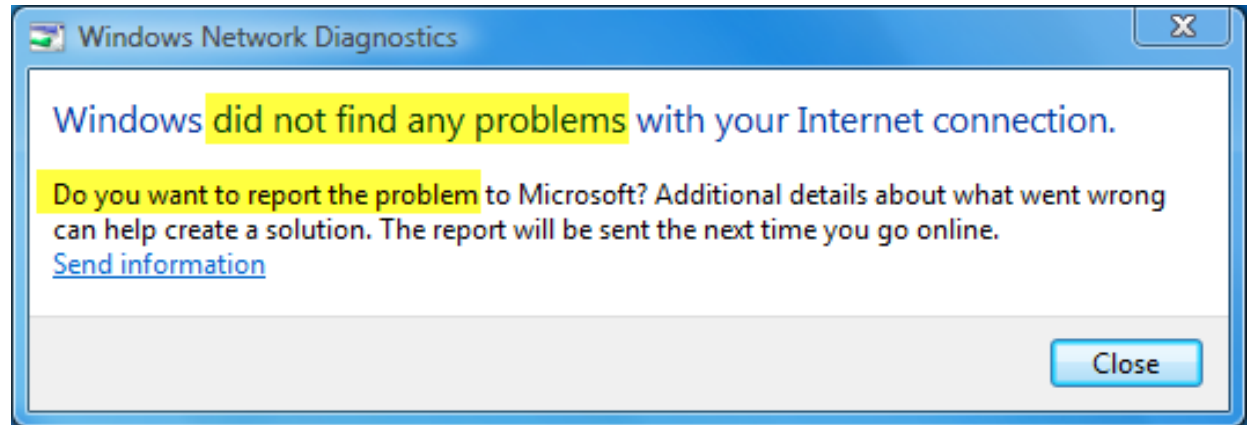 Windows Network Diagnostics
Windows did not find any problems with your Internet connection.
Do you want to report the problem to Microsoft? Additional details about what went wrong
can help create a solution. The report will be sent the next time you go online.
Send information
Close